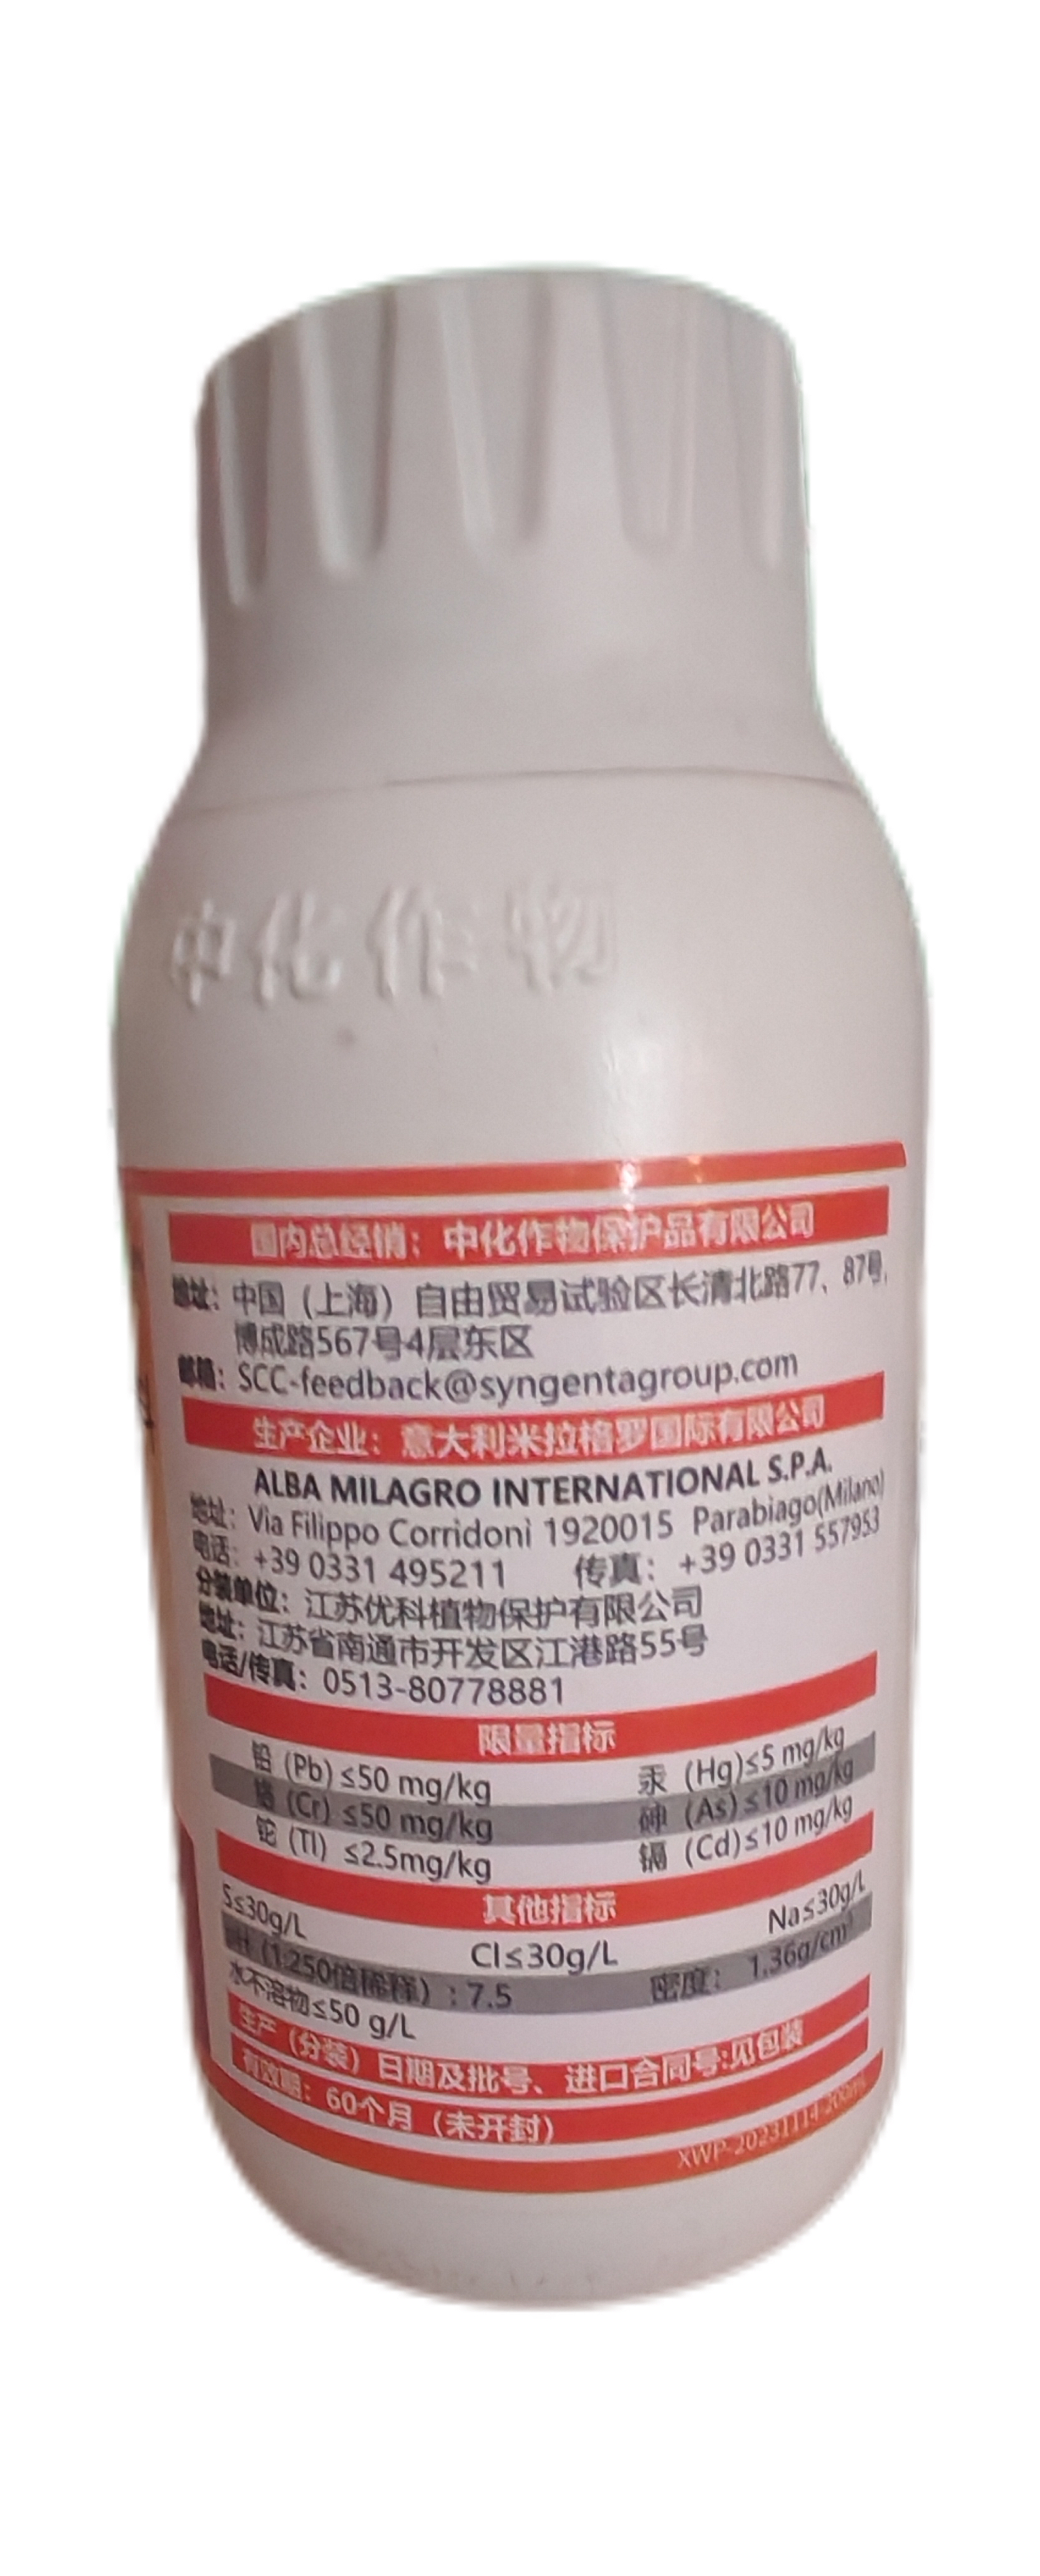 中化作物
国内总经销：中化作物保护品有限公司
地址：中国（上海）自由贸易试验区长清北路77、87号，
博成路567号4层东区
邮箱：SCC-feedback@syngentagroup.com
生产企业：意大利米拉格罗国际有限公司
ALBA MILAGRO INTERNATIONAL S.P.A.
地址：Via Filippo Corridoni 1920015 Parabiago(Milano)
电话：+39 0331 495211 传真：+39 0331 557953
分装单位：江苏优科植物保护有限公司
地址：江苏省南通市开发区江港路55号
电话/传真：0513-80778881
限量指标
铅 (Pb) ≤50 mg/kg 汞 (Hg)≤5 mg/kg
铬 (Cr) ≤50 mg/kg 砷 (As)≤10 mg/kg
铊 (Tl) ≤2.5mg/kg 镉 (Cd)≤10 mg/kg
其他指标
S≤30g/L Cl≤30g/L Na≤30g/L
pH (1:250倍稀释)：7.5 密度：1.36g/cm³
水不溶物≤50 g/L
生产（分装）日期及批号、进口合同号:见包装
有效期：60个月（未开封）
XWP-20231114-200mL